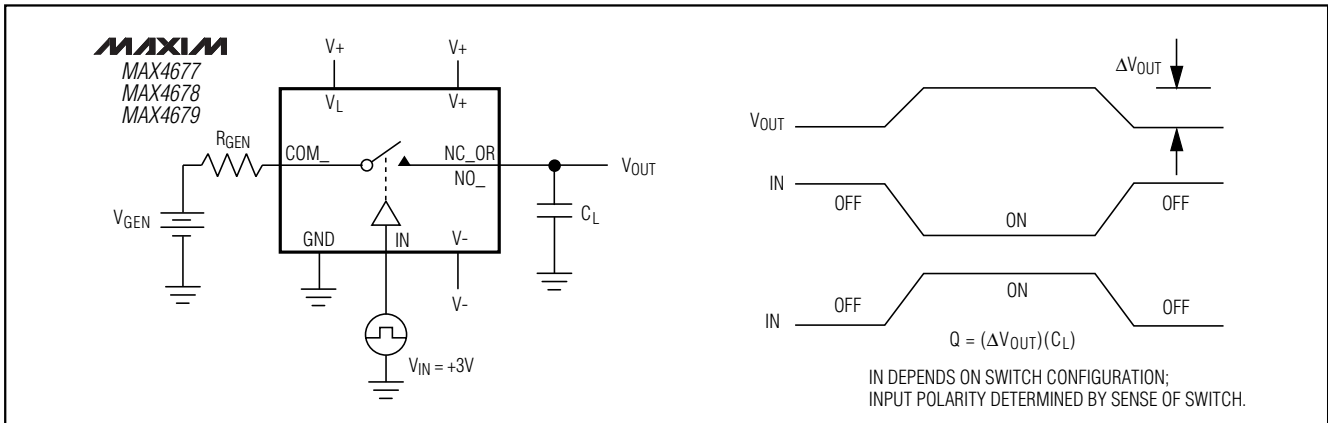 MAXIM
MAX4677
MAX4678
MAX4679
V+
V+
VL
V+
RGEN
COM_
NC_OR
NO_
VOUT
VGEN
CL
GND
IN
V-
V-
VIN = +3V
ΔVOUT
VOUT
IN
OFF
ON
OFF
IN
OFF
ON
OFF
Q = (ΔVOUT)(CL)
IN DEPENDS ON SWITCH CONFIGURATION;
INPUT POLARITY DETERMINED BY SENSE OF SWITCH.